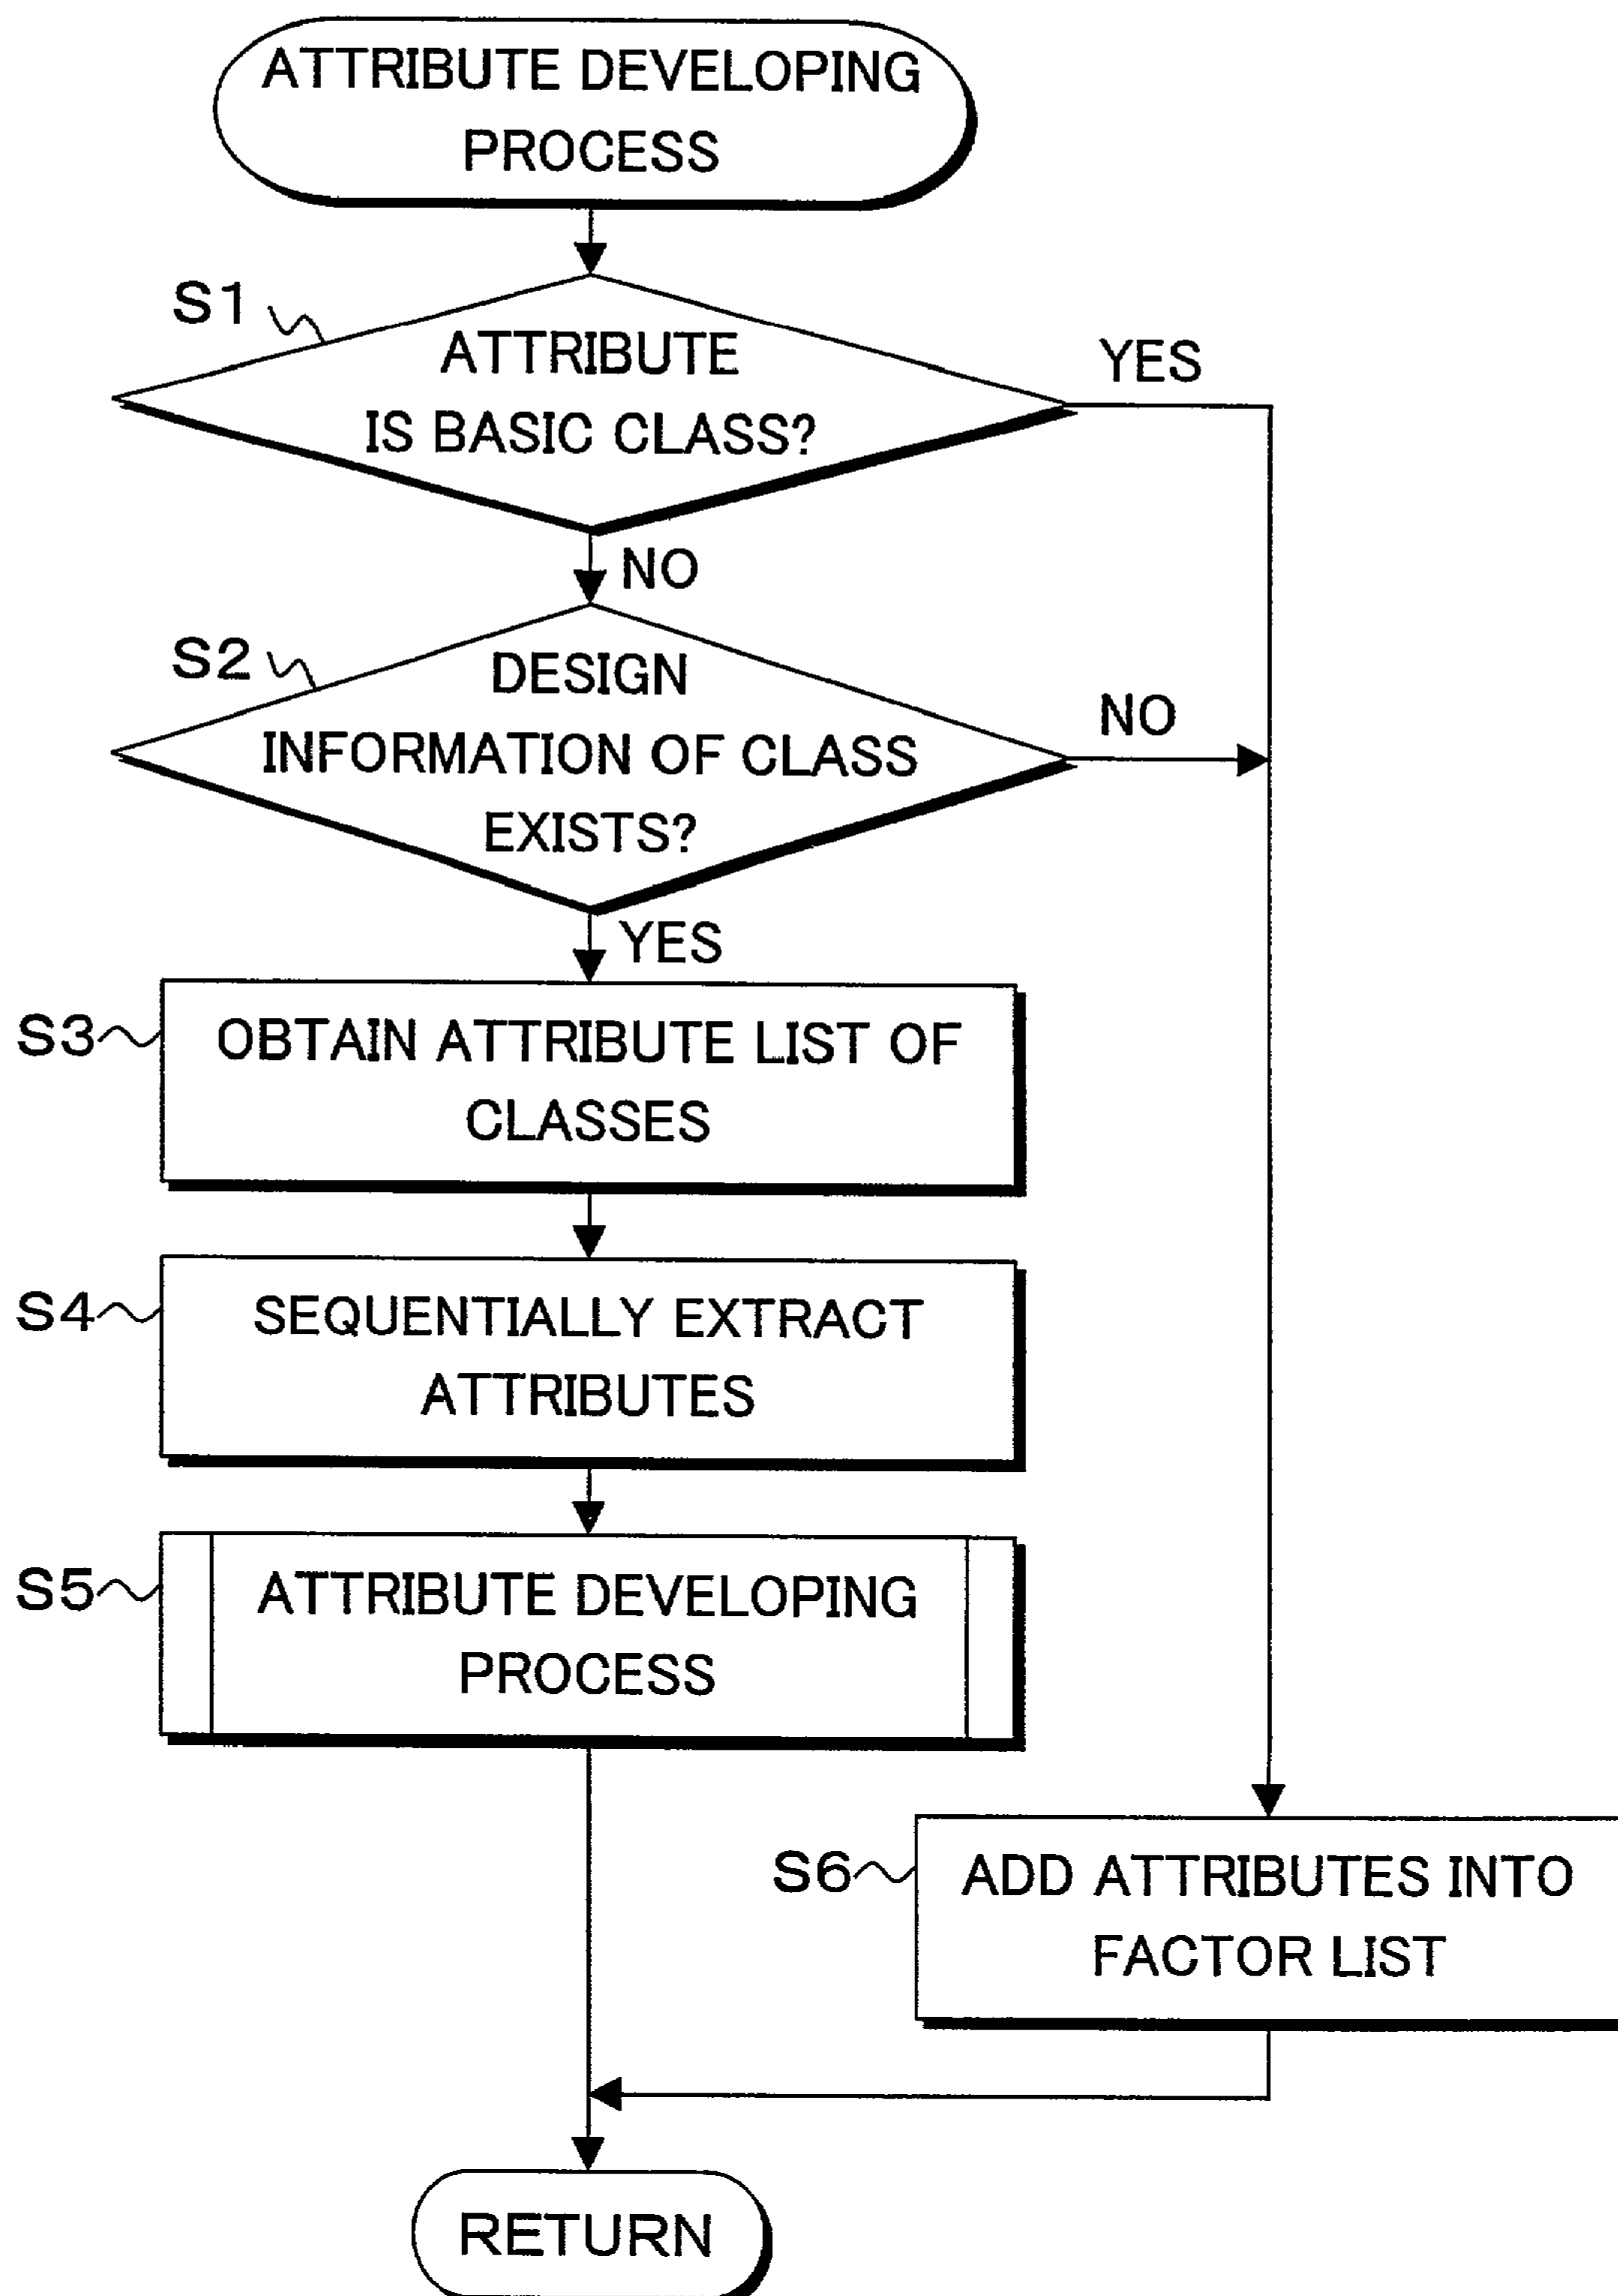 ATTRIBUTE DEVELOPING
PROCESS
S1
ATTRIBUTE
IS BASIC CLASS?
YES
NO
S2
DESIGN
INFORMATION OF CLASS
EXISTS?
NO
YES
S3
OBTAIN ATTRIBUTE LIST OF
CLASSES
S4
SEQUENTIALLY EXTRACT
ATTRIBUTES
S5
ATTRIBUTE DEVELOPING
PROCESS
S6
ADD ATTRIBUTES INTO
FACTOR LIST
RETURN